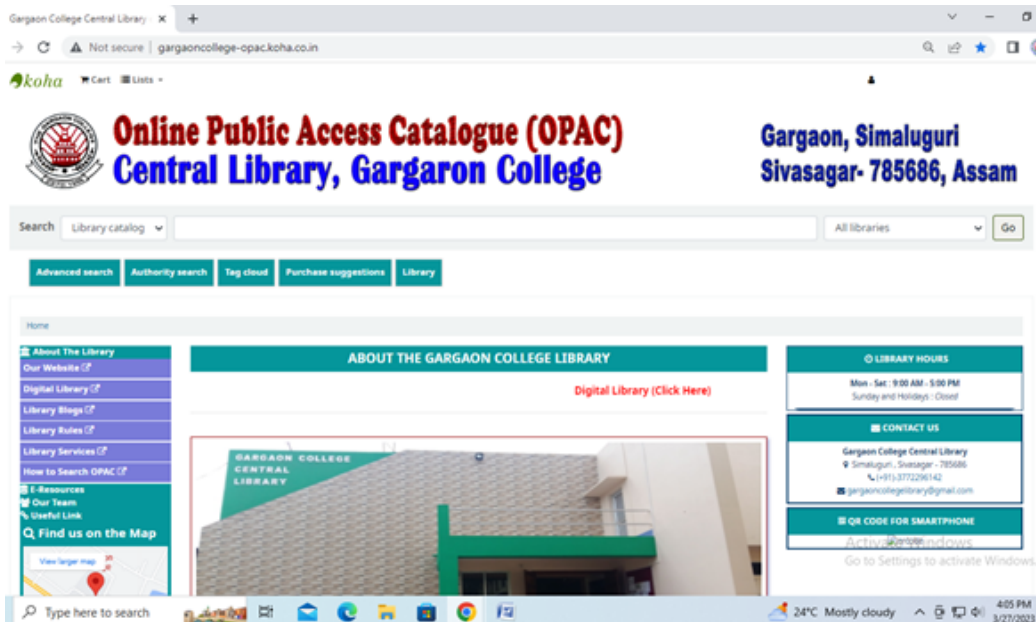 Gargaon College Central Library
Not secure | gargaoncollege-opac.koha.co.in
koha Cart Lists
Online Public Access Catalogue (OPAC)
Central Library, Gargaron College
Gargaon, Simaluguri
Sivasagar- 785686, Assam
Search Library catalog All libraries Go
Advanced search Authority search Tag cloud Purchase suggestions Library
Home
About The Library
Our Website
Digital Library
Library Blogs
Library Rules
Library Services
How to Search OPAC
E-Resources
Our Team
Useful Link
Find us on the Map
View larger map
ABOUT THE GARGAON COLLEGE LIBRARY
Digital Library (Click Here)
GARGAON COLLEGE
CENTRAL
LIBRARY
LIBRARY HOURS
Mon - Sat : 9:00 AM - 5:00 PM
Sunday and Holidays : Closed
CONTACT US
Gargaon College Central Library
Simaluguri, Sivasagar - 785686
(+91)-3772296142
gargaoncollegelibrary@gmail.com
QR CODE FOR SMARTPHONE
Activate Windows
Go to Settings to activate Windows.
Type here to search
24°C Mostly cloudy
4:05 PM